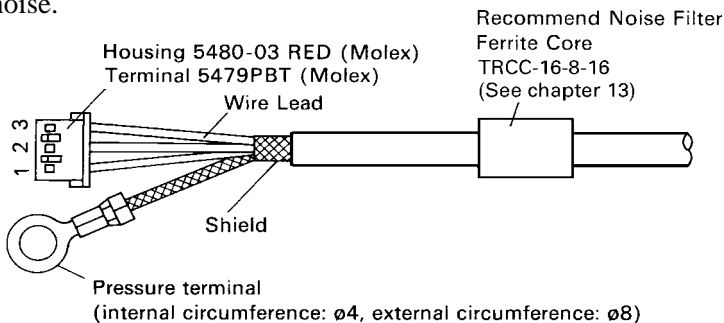 noise.
Recommend Noise Filter
Ferrite Core
TRCC-16-8-16
(See chapter 13)
Housing 5480-03 RED (Molex)
Terminal 5479PBT (Molex)
Wire Lead
1 2 3
Shield
Pressure terminal
(internal circumference: ø4, external circumference: ø8)